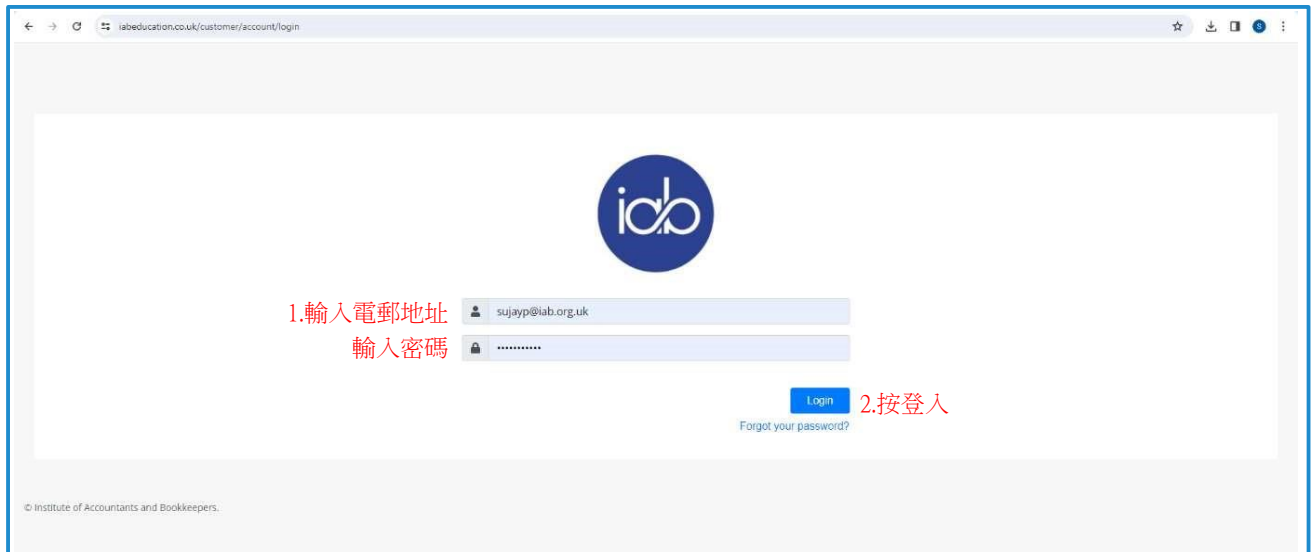 iabeducation.co.uk/customer/account/login
S
iab
1.輸入電郵地址
sujayp@iab.org.uk
輸入密碼
•••••••••••
Login
2.按登入
Forgot your password?
© Institute of Accountants and Bookkeepers.